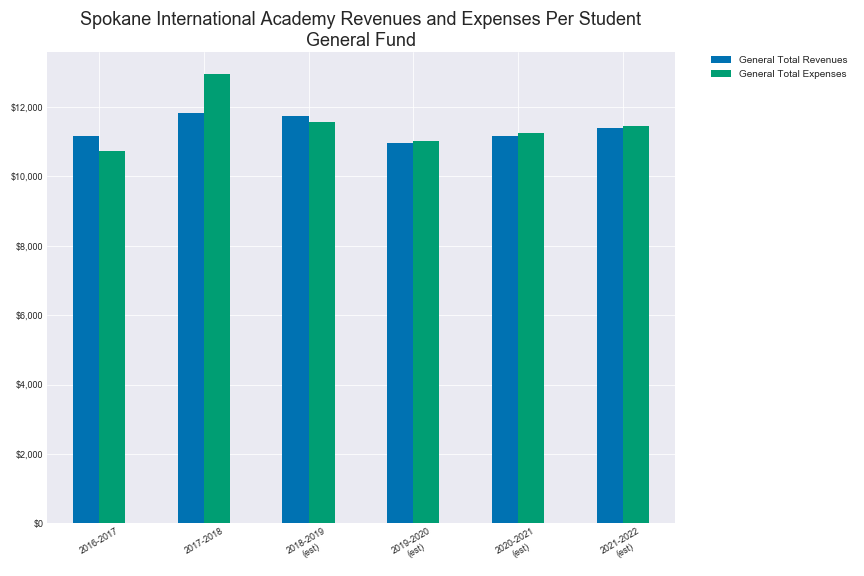 Spokane International Academy Revenues and Expenses Per Student
General Fund
General Total Revenues
General Total Expenses
$12,000
$10,000
$8,000
$6,000
$4,000
$2,000
$0
2016-2017
2017-2018
2018-2019
(est)
2019-2020
(est)
2020-2021
(est)
2021-2022
(est)